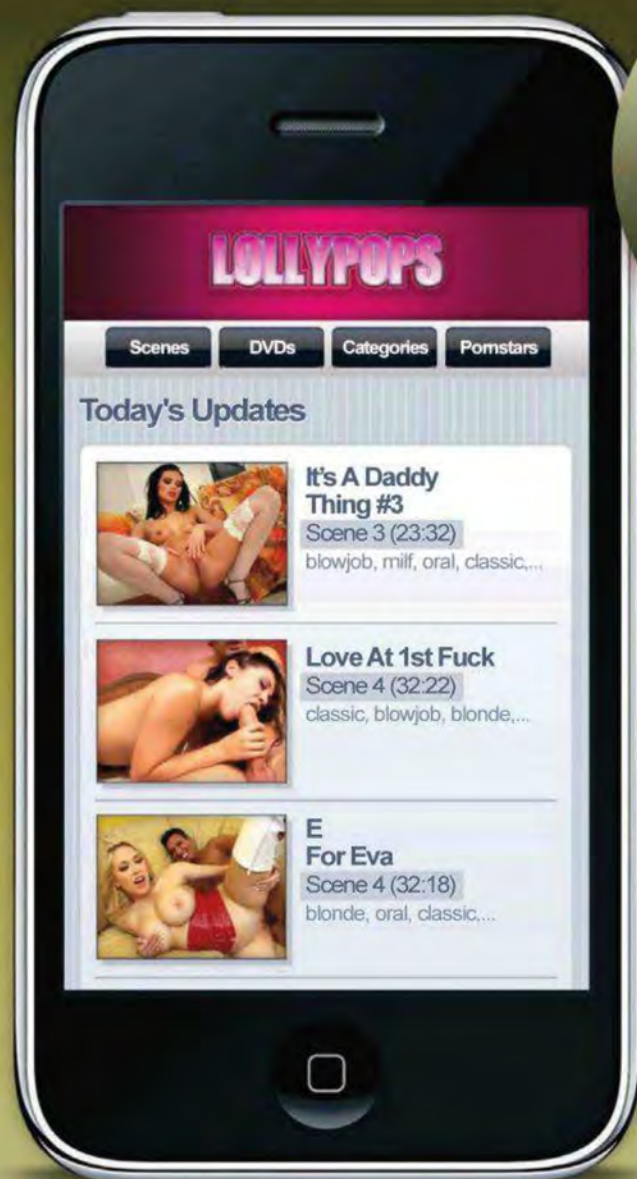 LOLLYPOPS
Scenes DVDs Categories Pornstars
Today's Updates
It's A Daddy
Thing #3
Scene 3 (23:32)
blowjob, milf, oral, classic,...
Love At 1st Fuck
Scene 4 (32:22)
classic, blowjob, blonde,...
E
For Eva
Scene 4 (32:18)
blonde, oral, classic,...